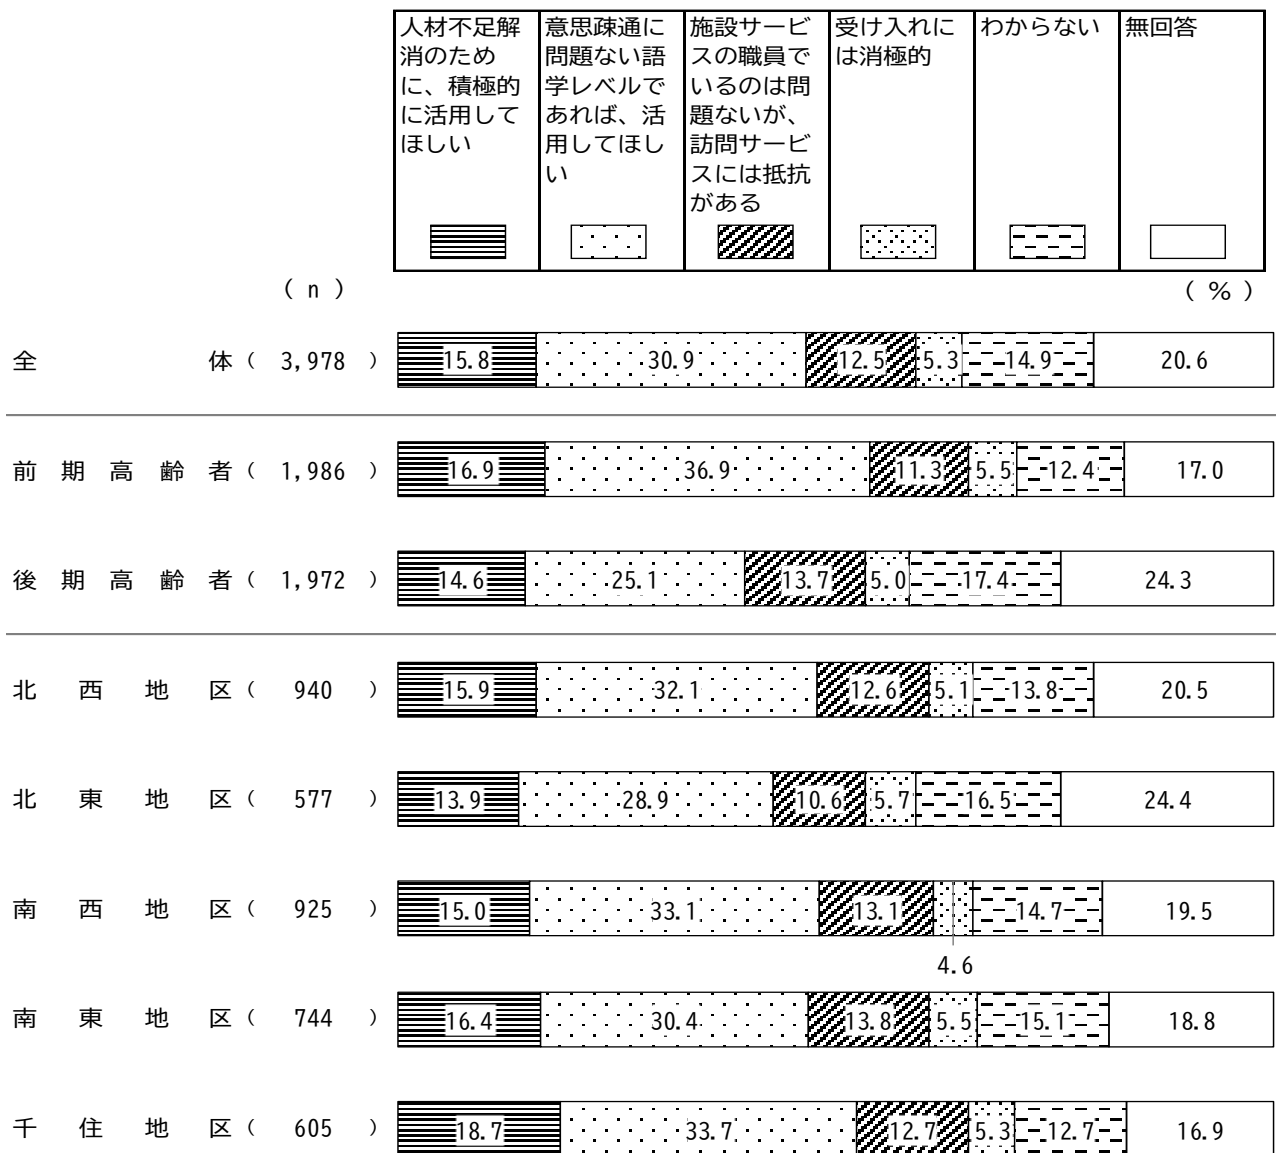 人材不足解
消のため
に、積極的
に活用して
ほしい
意思疎通に
問題ない語
学レベルで
あれば、活
用してほし
い
施設サービ
スの職員で
いるのは問
題ないが、
訪問サービ
スには抵抗
がある
受け入れに
は消極的
わからない
無回答
(n) (%)
全体(3,978) 15.8 30.9 12.5 5.3 14.9 20.6
前期高齢者(1,986) 16.9 36.9 11.3 5.5 12.4 17.0
後期高齢者(1,972) 14.6 25.1 13.7 5.0 17.4 24.3
北西地区(940) 15.9 32.1 12.6 5.1 13.8 20.5
北東地区(577) 13.9 28.9 10.6 5.7 16.5 24.4
南西地区(925) 15.0 33.1 13.1 14.7 19.5
4.6
南東地区(744) 16.4 30.4 13.8 5.5 15.1 18.8
千住地区(605) 18.7 33.7 12.7 5.3 12.7 16.9